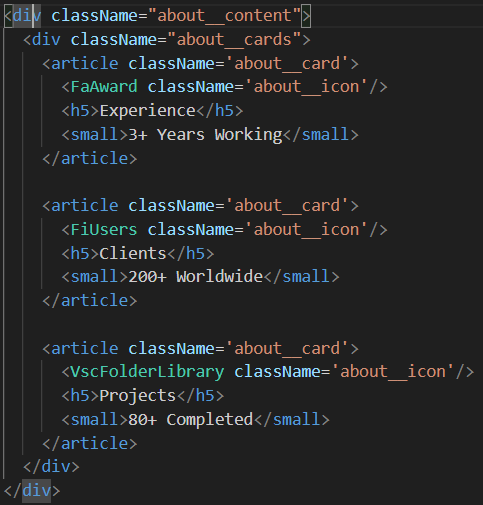 <div className="about__content">
<div className="about__cards">
<article className='about__card'>
<FaAward className='about__icon'/>
<h5>Experience</h5>
<small>3+ Years Working</small>
</article>
<article className='about__card'>
<FiUsers className='about__icon'/>
<h5>Clients</h5>
<small>200+ Worldwide</small>
</article>
<article className='about__card'>
<VscFolderLibrary className='about__icon'/>
<h5>Projects</h5>
<small>80+ Completed</small>
</article>
</div>
</div>